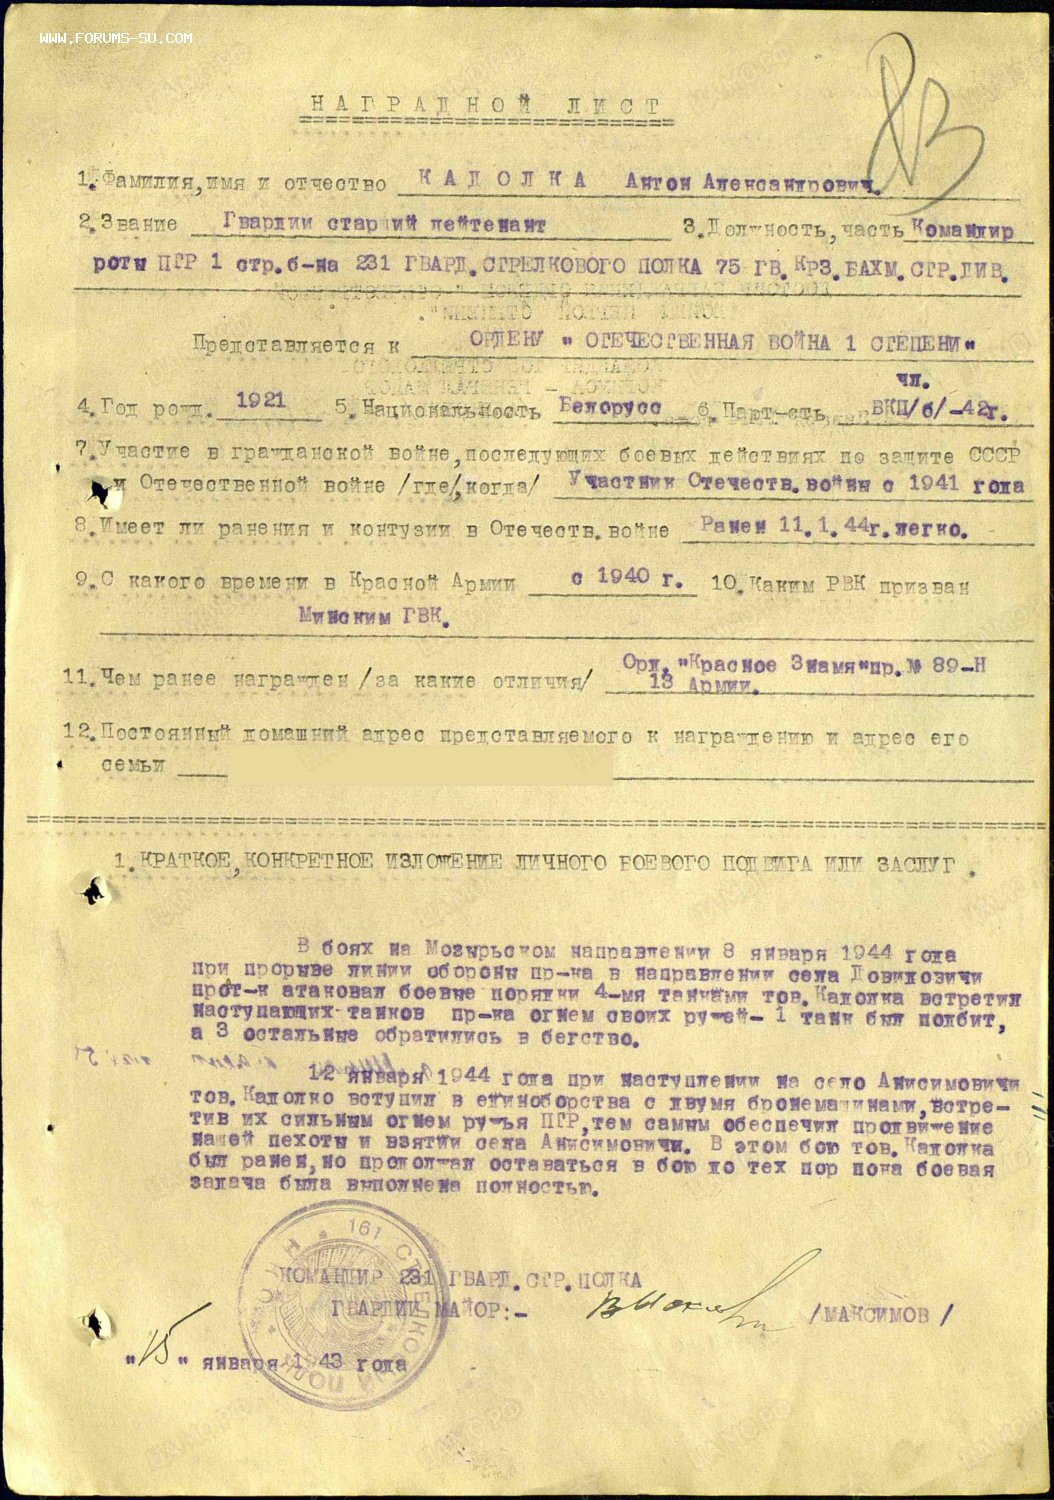 WWW.FORUMS-SU.COM
НАГРАДНОЙ ЛИСТ
1. Фамилия, имя и отчество КАДОЛКА Антон Александрович.
2. Звание Гвардии старший лейтенант 3. Должность, часть Командир
роты ПТР 1 стр.б-на 231 ГВАРД. СТРЕЛКОВОГО ПОЛКА 75 ГВ. КРЗ. БАХМ. СТР. ДИВ.
Представляется к ОРДЕНУ "ОТЕЧЕСТВЕННАЯ ВОЙНА 1 СТЕПЕНИ"
чл.
4. Год рожд. 1921 5. Национальность Белорусс 6. Парт-сть ВКП/б/-42г.
7. Участие в гражданской войне, последующих боевых действиях по защите СССР
и Отечественной войне /где, когда/ Участник Отечеств. войны с 1941 года
8. Имеет ли ранения и контузии в Отечеств. войне Ранен 11.1.44г. легко.
9. С какого времени в Красной Армии с 1940 г. 10. Каким РВК призван
Минским ГВК.
11. Чем ранее награжден /за какие отличия/ Орд. "Красное Знамя" пр. № 89-Н
13 Армии.
12. Постоянный домашний адрес представляемого к награждению и адрес его
семьи
1. КРАТКОЕ, КОНКРЕТНОЕ ИЗЛОЖЕНИЕ ЛИЧНОГО БОЕВОГО ПОДВИГА ИЛИ ЗАСЛУГ.
В боях на Мозырьском направлении 8 января 1944 года
при прорыве линии обороны пр-ка в направлении села Довидовичи
прот-к атаковал боевые порядки 4-мя танками тов. Кадолка встретил
наступающих танков пр-ка огнем своих ружей- 1 танк был подбит,
а 3 остальные обратились в бегство.
12 января 1944 года при наступлении на село Анисимовичи
тов. Кадолко вступил в единоборства с двумя бронемашинами, встре-
тив их сильным огнем ружья ПТР, тем самым обеспечил продвижение
нашей пехоты и взятии села Анисимовичи. В этом бою тов. Кадолка
был ранен, но продолжал оставаться в бою до тех пор пока боевая
задача была выполнена полностью.
КОМАНДИР 231 ГВАРД. СТР. ПОЛКА
ГВАРДИИ МАЙОР:- /МАКСИМОВ/
"15" января 1943 года
161 СТРЕЛКОВЫЙ ПОЛК